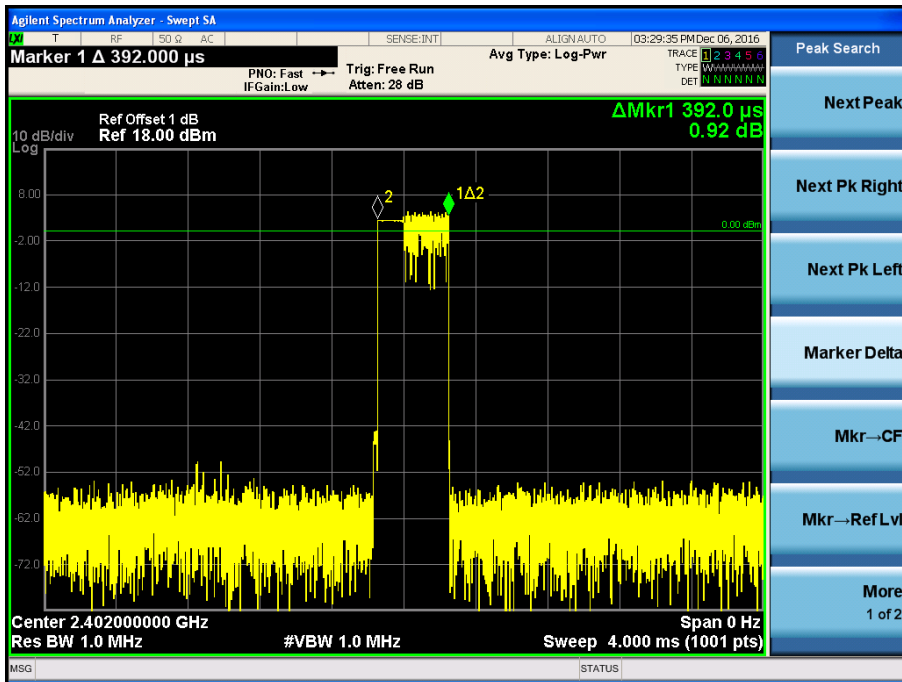 Agilent Spectrum Analyzer - Swept SA
LXI T RF 50 Ω AC SENSE:INT ALIGN AUTO 03:29:35 PM Dec 06, 2016
Marker 1 Δ 392.000 µs
PNO: Fast
IFGain:Low
Trig: Free Run
Atten: 28 dB
Avg Type: Log-Pwr
TRACE 1 2 3 4 5 6
TYPE W
DET N N N N N N
Peak Search
Next Peak
Next Pk Right
Next Pk Left
Marker Delta
Mkr→CF
Mkr→Ref Lvl
More
1 of 2
ΔMkr1 392.0 µs
0.92 dB
Ref Offset 1 dB
10 dB/div Ref 18.00 dBm
Log
8.00
-2.00
-12.0
-22.0
-32.0
-42.0
-52.0
-62.0
-72.0
2
1Δ2
0.00 dBm
Center 2.402000000 GHz Span 0 Hz
Res BW 1.0 MHz #VBW 1.0 MHz Sweep 4.000 ms (1001 pts)
MSG STATUS